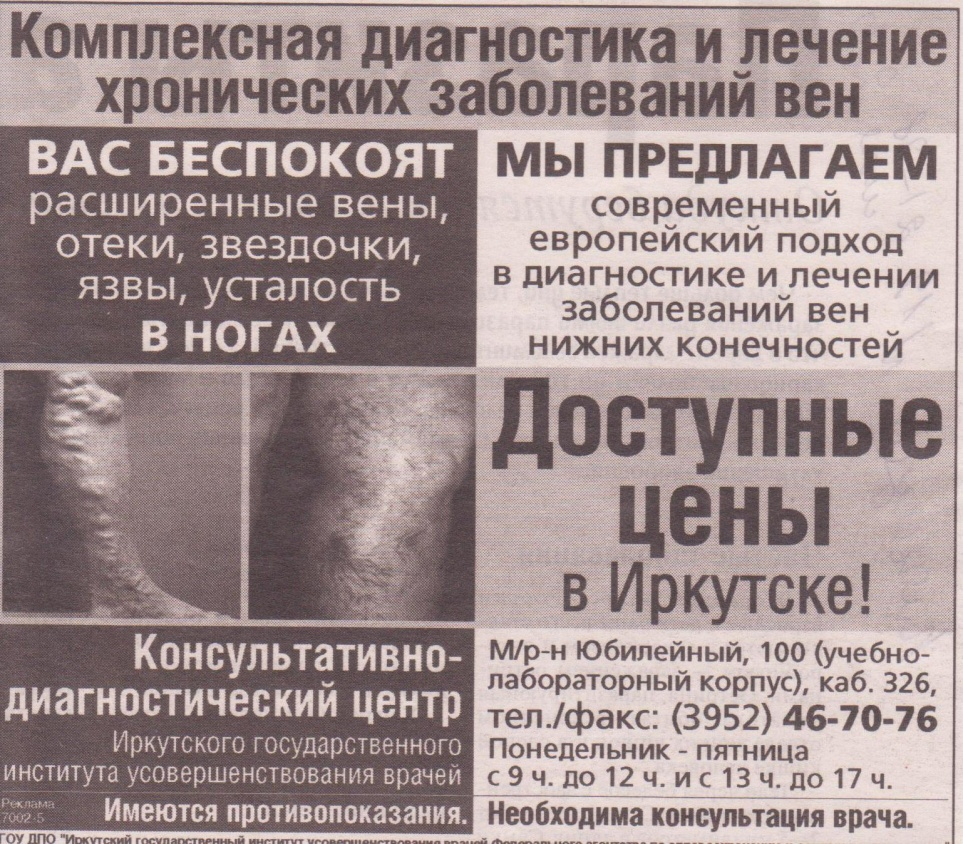 Комплексная диагностика и лечение
хронических заболеваний вен
ВАС БЕСПОКОЯТ
расширенные вены,
отеки, звездочки,
язвы, усталость
В НОГАХ
МЫ ПРЕДЛАГАЕМ
современный
европейский подход
в диагностике и лечении
заболеваний вен
нижних конечностей
Доступные
цены
в Иркутске!
Консультативно-
диагностический центр
Иркутского государственного
института усовершенствования врачей
М/р-н Юбилейный, 100 (учебно-
лабораторный корпус), каб. 326,
тел./факс: (3952) 46-70-76
Понедельник - пятница
с 9 ч. до 12 ч. и с 13 ч. до 17 ч.
Реклама
7002-5
Имеются противопоказания. Необходима консультация врача.
ГОУ ДПО "Иркутский государственный институт усовершенствования врачей Федерального агентства по